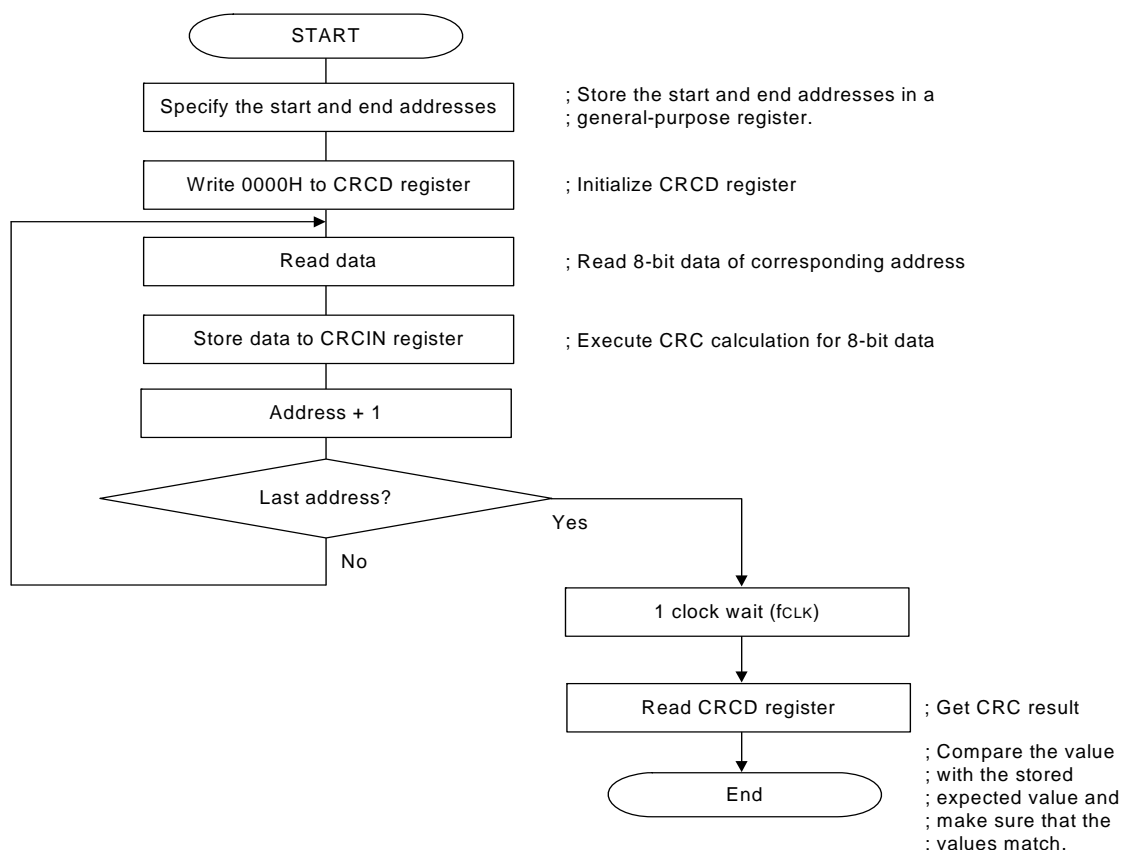 START
Specify the start and end addresses
; Store the start and end addresses in a
; general-purpose register.
Write 0000H to CRCD register
; Initialize CRCD register
Read data
; Read 8-bit data of corresponding address
Store data to CRCIN register
; Execute CRC calculation for 8-bit data
Address + 1
Last address?
Yes
No
1 clock wait (fCLK)
Read CRCD register
; Get CRC result
End
; Compare the value
; with the stored
; expected value and
; make sure that the
; values match.